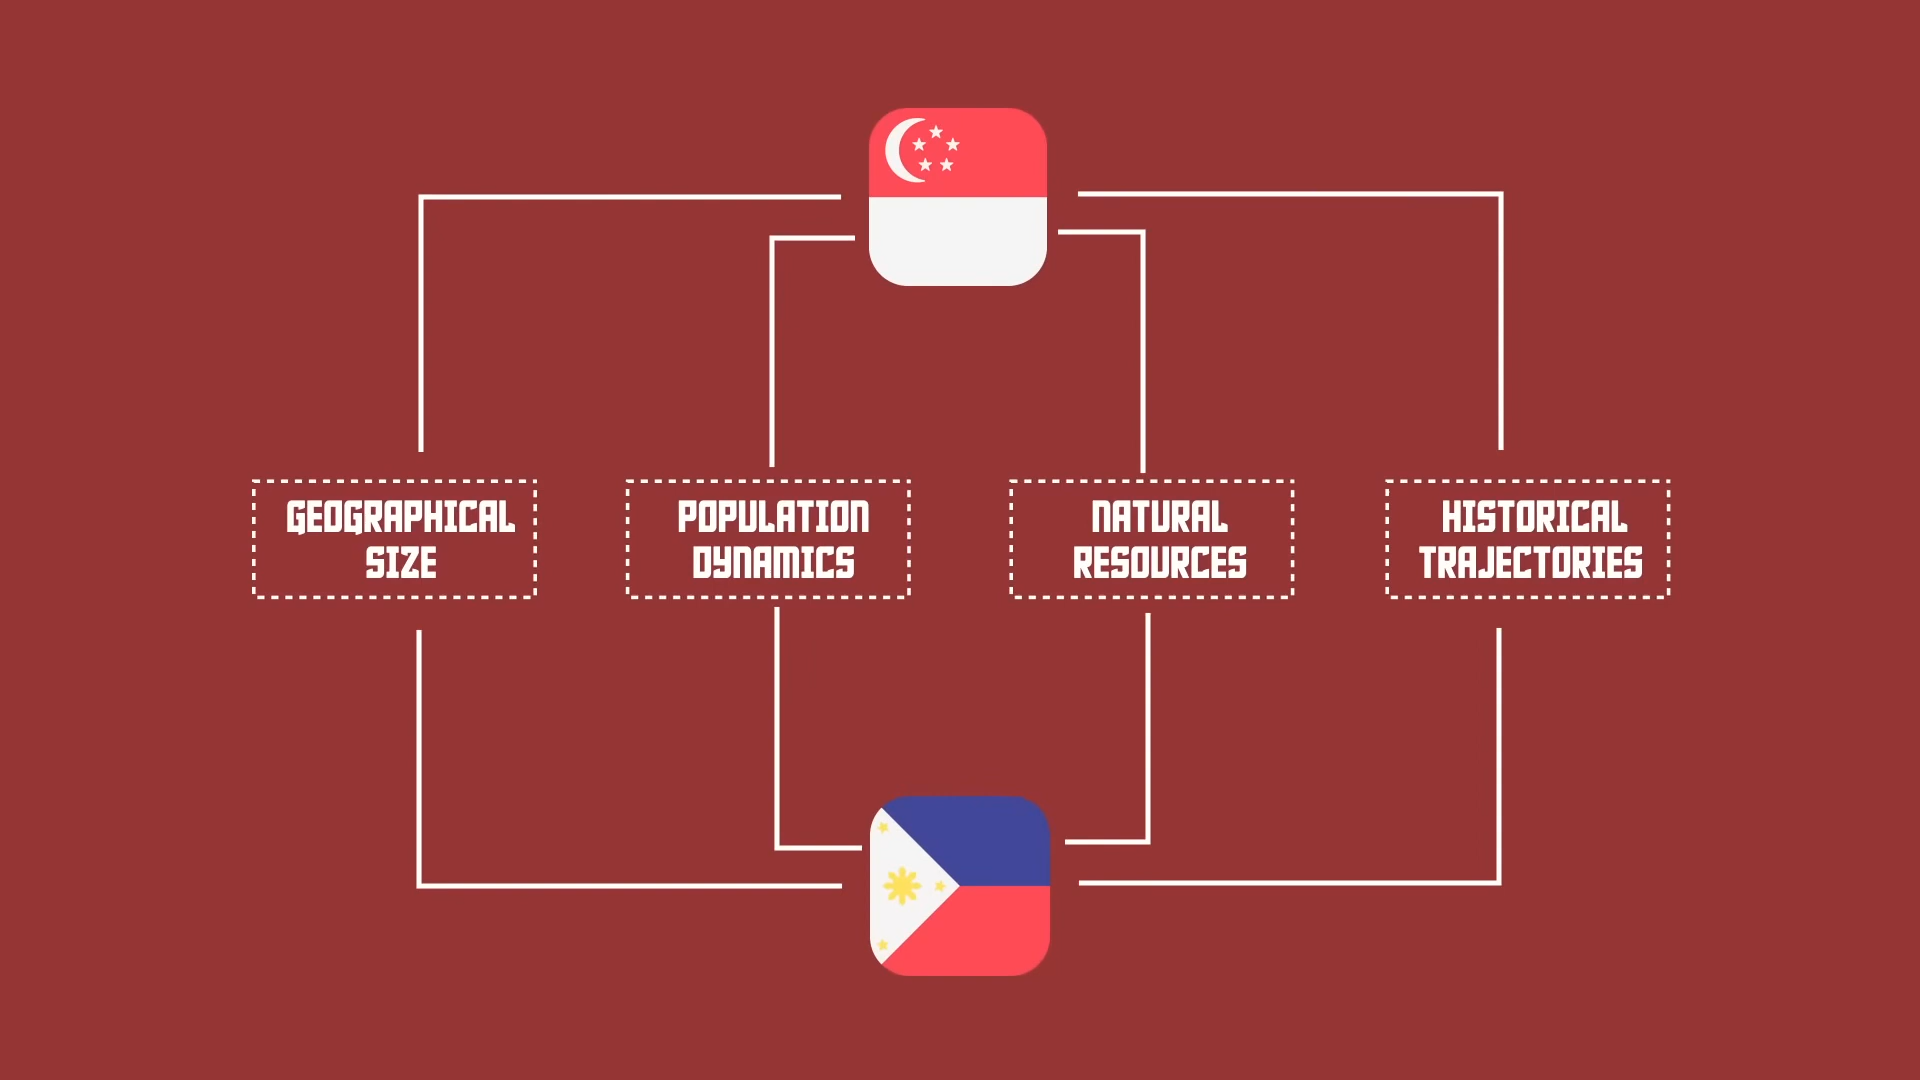 GEOGRAPHICAL
SIZE
POPULATION
DYNAMICS
NATURAL
RESOURCES
HISTORICAL
TRAJECTORIES